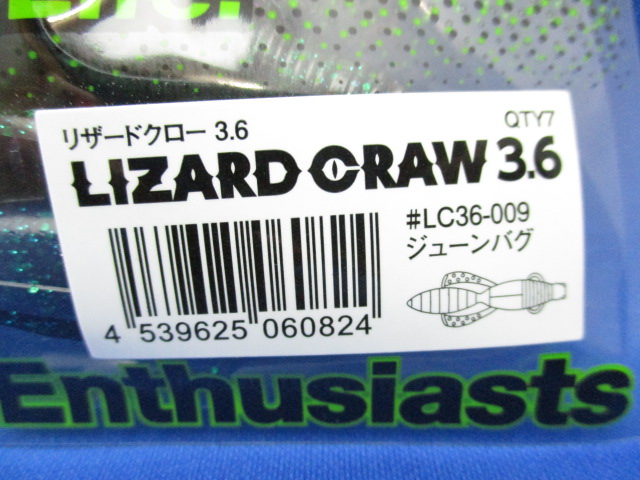 リザードクロー 3.6
QTY7
LIZARD CRAW 3.6
#LC36-009
ジューンバグ
4 539625 060824
Enthusiasts